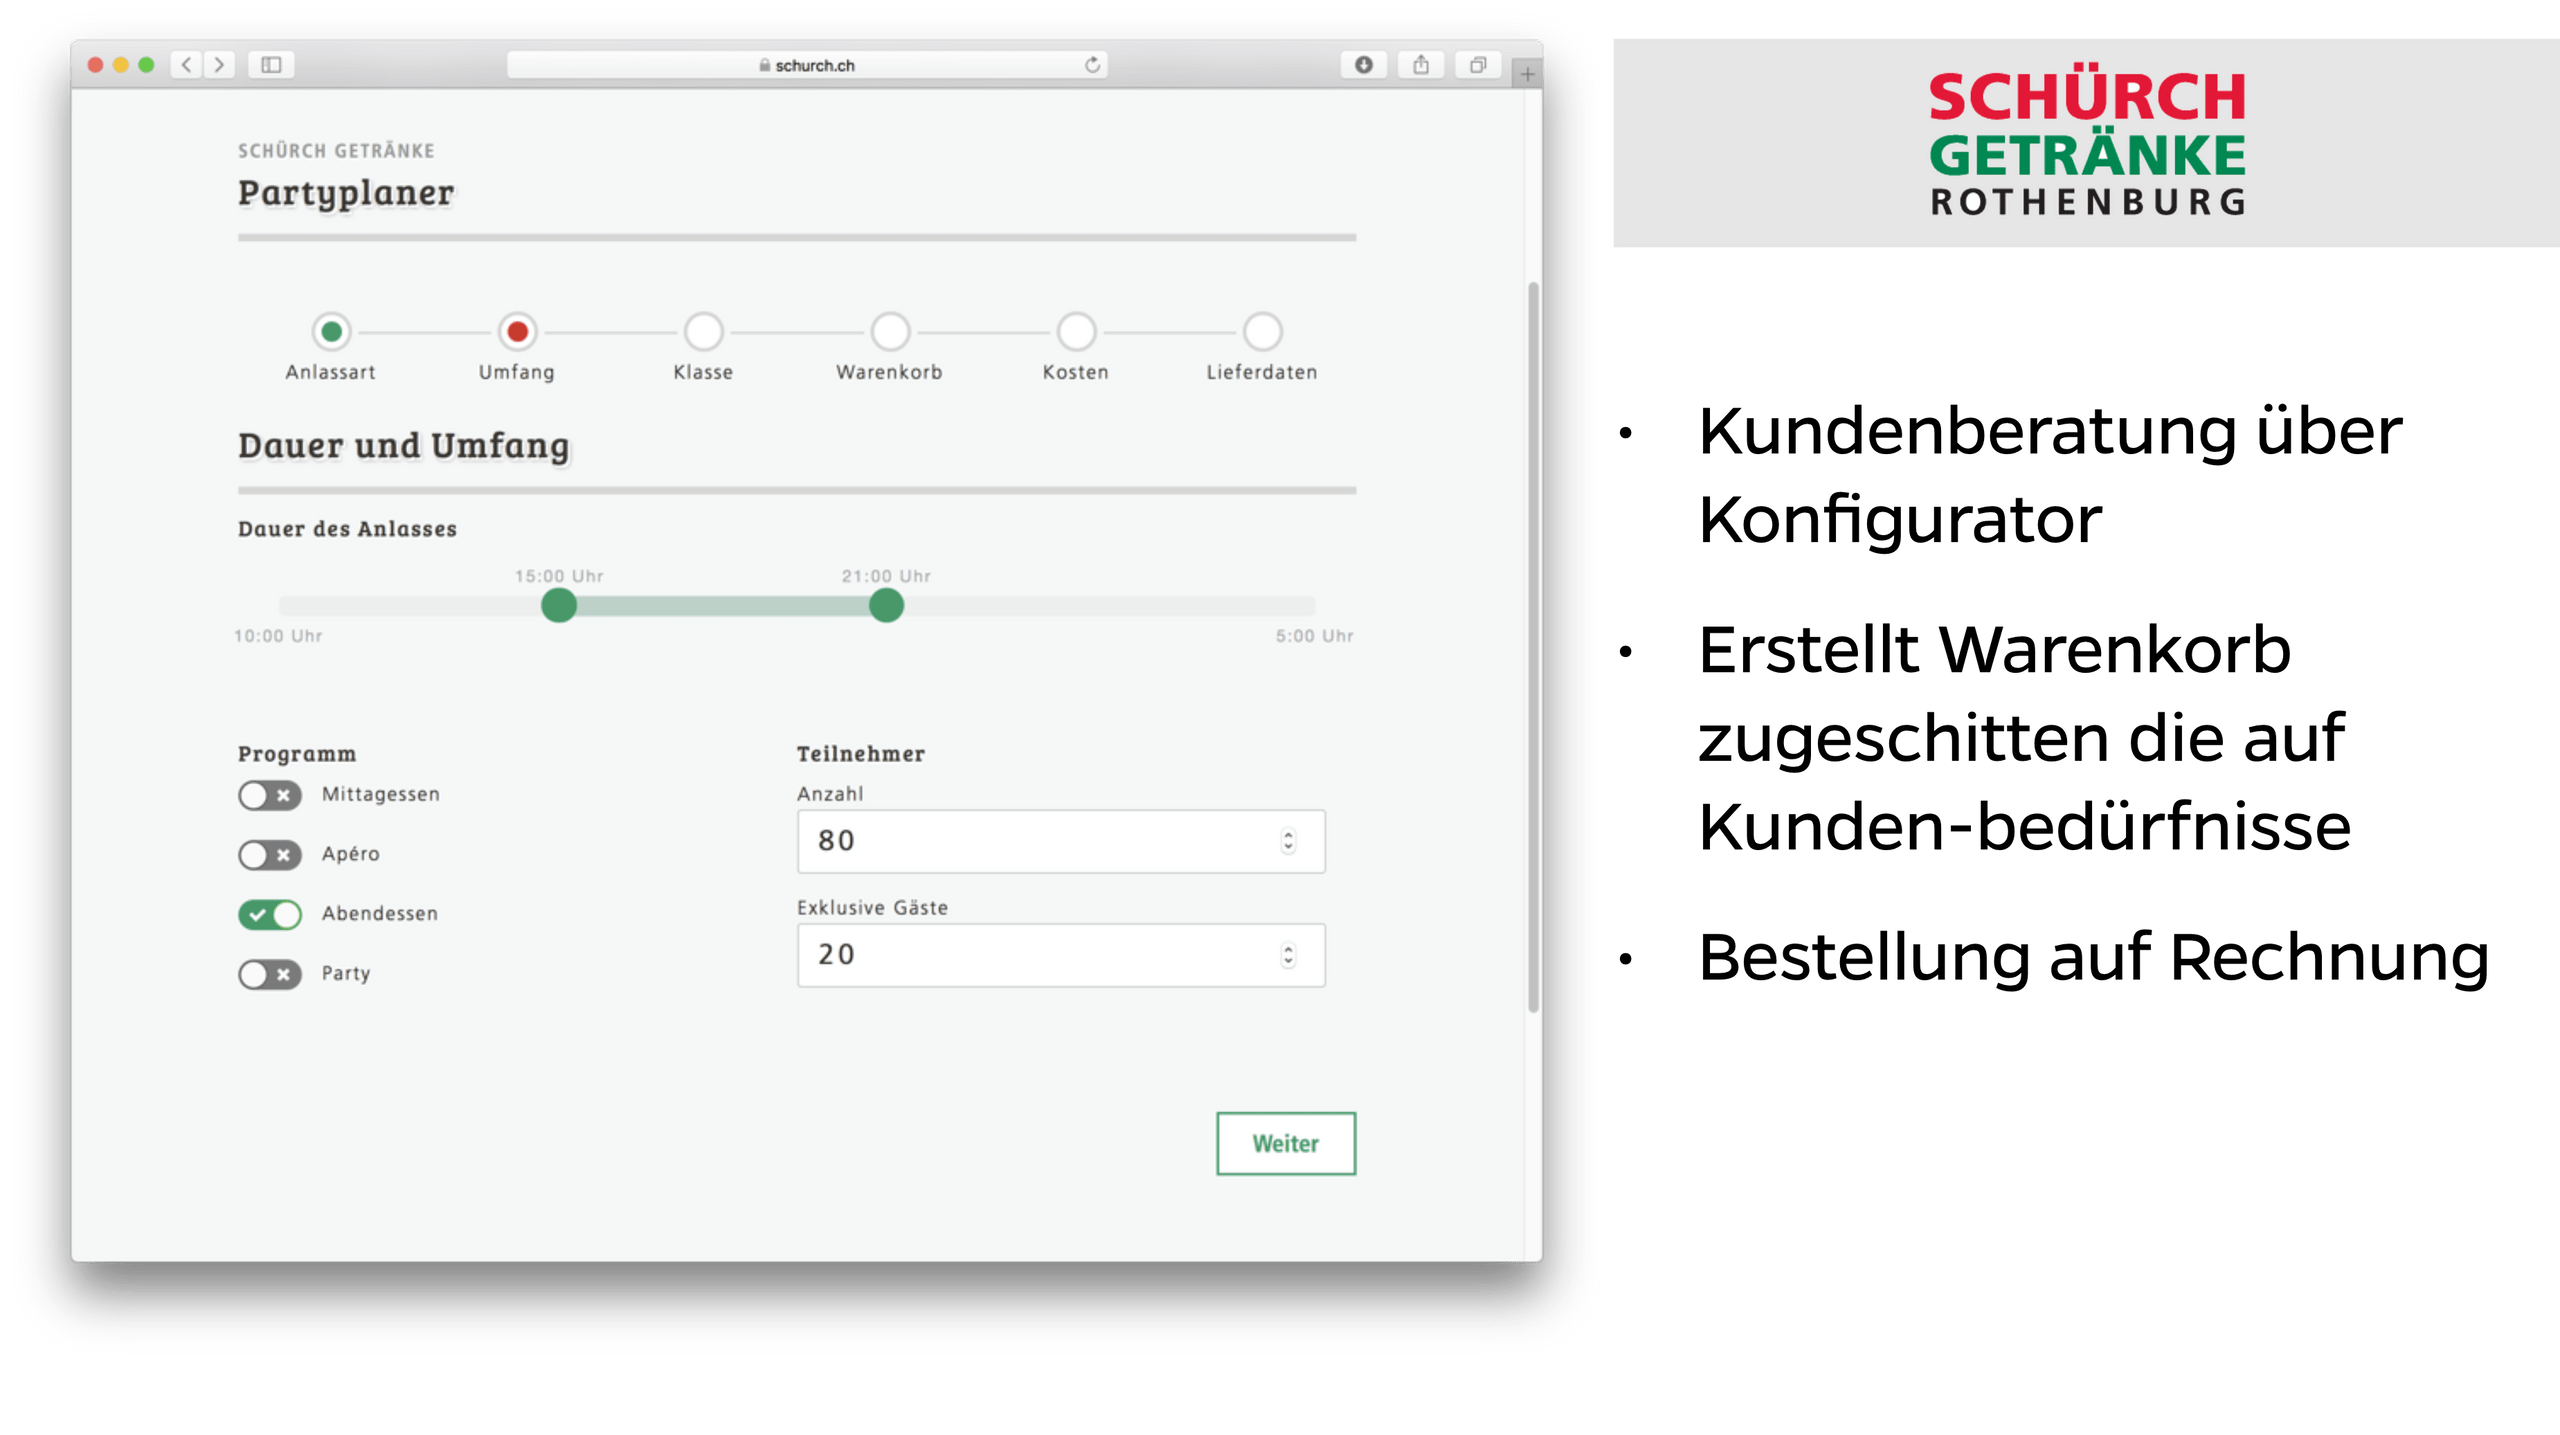 schurch.ch
SCHÜRCH GETRÄNKE
Partyplaner
Anlassart
Umfang
Klasse
Warenkorb
Kosten
Lieferdaten
Dauer und Umfang
Dauer des Anlasses
15:00 Uhr
21:00 Uhr
10:00 Uhr
5:00 Uhr
Programm
Mittagessen
Apéro
Abendessen
Party
Teilnehmer
Anzahl
80
Exklusive Gäste
20
Weiter
SCHÜRCH
GETRÄNKE
ROTHENBURG
• Kundenberatung über
Konfigurator
• Erstellt Warenkorb
zugeschitten die auf
Kunden-bedürfnisse
• Bestellung auf Rechnung